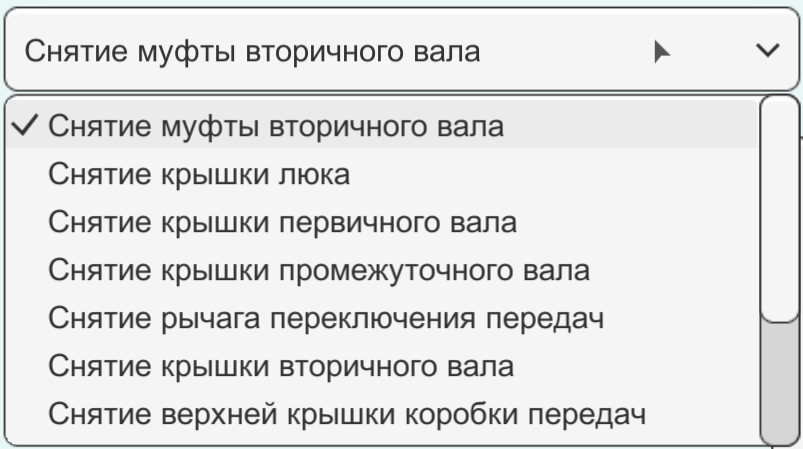 Снятие муфты вторичного вала
Снятие муфты вторичного вала
Снятие крышки люка
Снятие крышки первичного вала
Снятие крышки промежуточного вала
Снятие рычага переключения передач
Снятие крышки вторичного вала
Снятие верхней крышки коробки передач